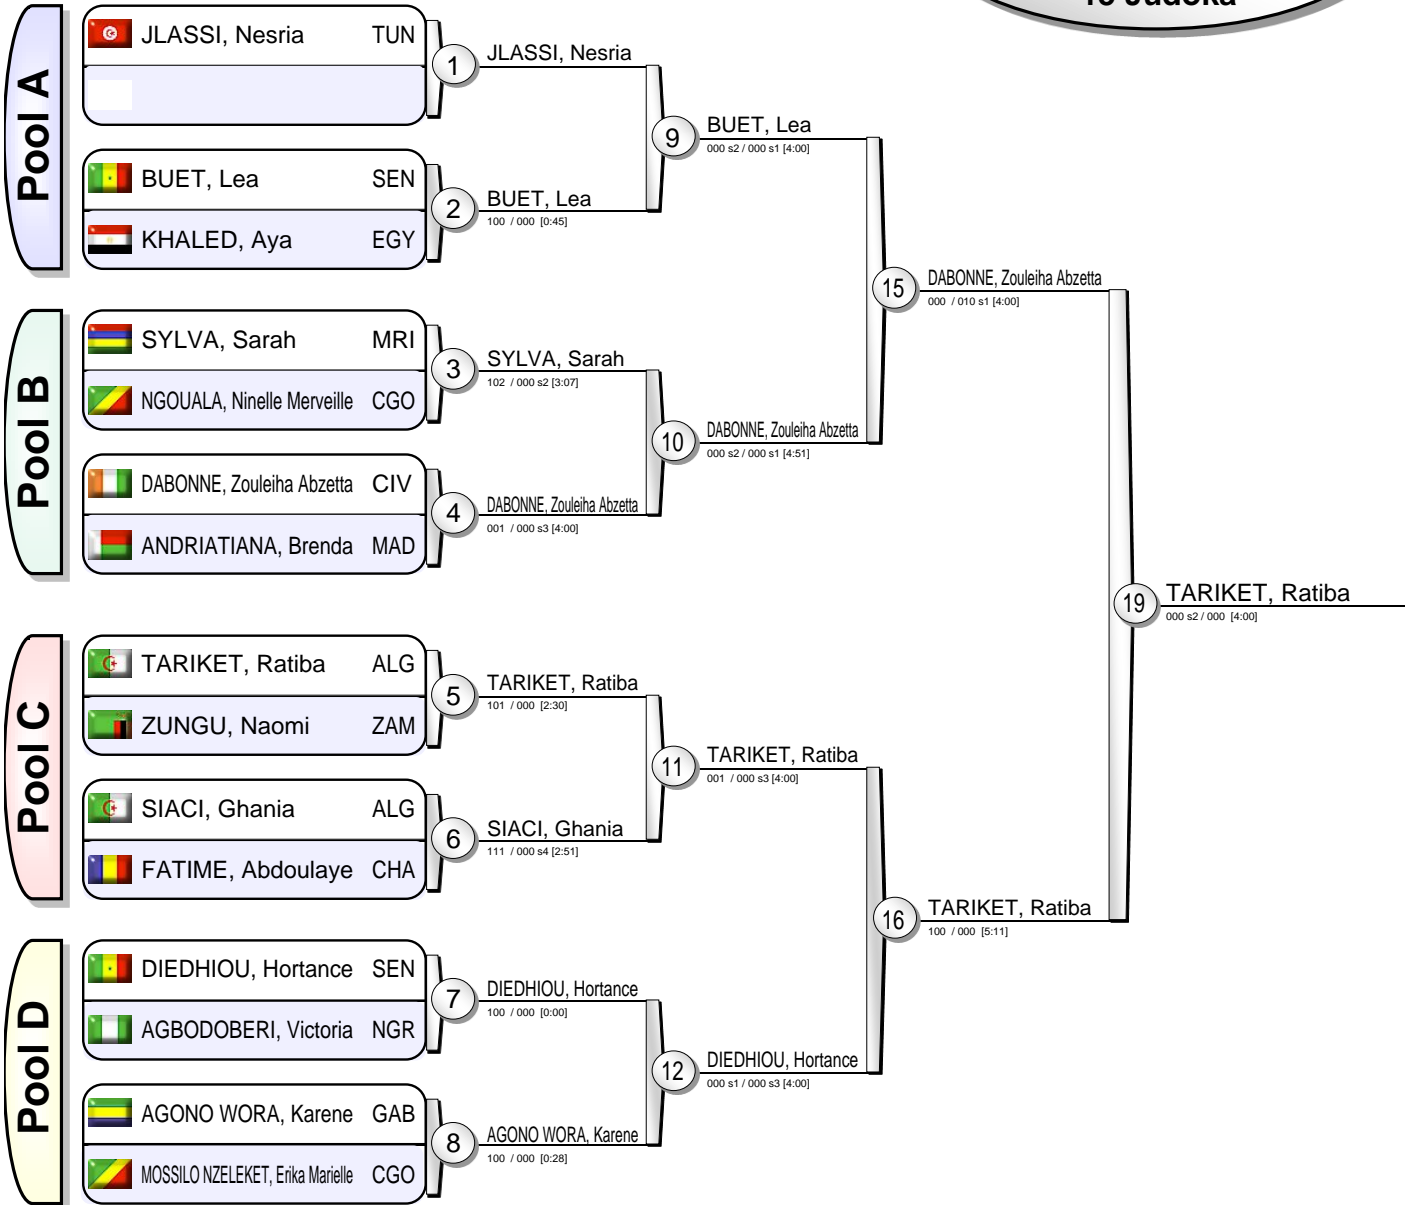 15 Judoka
Pool A
JLASSI, Nesria TUN
1
JLASSI, Nesria
BUET, Lea SEN
KHALED, Aya EGY
2
BUET, Lea
100 / 000 [0:45]
9
BUET, Lea
000 s2 / 000 s1 [4:00]
Pool B
SYLVA, Sarah MRI
NGOUALA, Ninelle Merveille CGO
3
SYLVA, Sarah
102 / 000 s2 [3:07]
DABONNE, Zouleiha Abzetta CIV
ANDRIATIANA, Brenda MAD
4
DABONNE, Zouleiha Abzetta
001 / 000 s3 [4:00]
10
DABONNE, Zouleiha Abzetta
000 s2 / 000 s1 [4:51]
15
DABONNE, Zouleiha Abzetta
000 / 010 s1 [4:00]
Pool C
TARIKET, Ratiba ALG
ZUNGU, Naomi ZAM
5
TARIKET, Ratiba
101 / 000 [2:30]
SIACI, Ghania ALG
FATIME, Abdoulaye CHA
6
SIACI, Ghania
111 / 000 s4 [2:51]
11
TARIKET, Ratiba
001 / 000 s3 [4:00]
Pool D
DIEDHIOU, Hortance SEN
AGBODOBERI, Victoria NGR
7
DIEDHIOU, Hortance
100 / 000 [0:00]
AGONO WORA, Karene GAB
MOSSILO NZELEKET, Erika Marielle CGO
8
AGONO WORA, Karene
100 / 000 [0:28]
12
DIEDHIOU, Hortance
000 s1 / 000 s3 [4:00]
16
TARIKET, Ratiba
100 / 000 [5:11]
19
TARIKET, Ratiba
000 s2 / 000 [4:00]